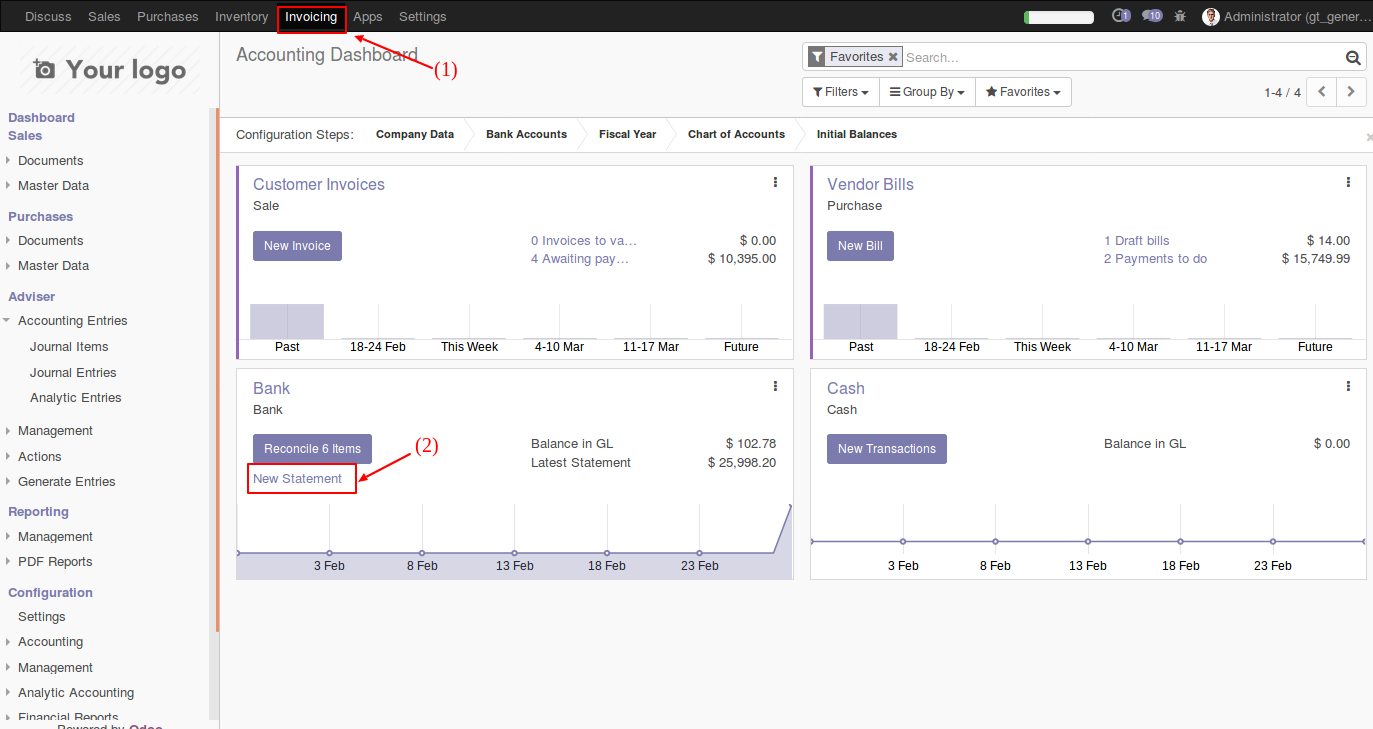 Discuss Sales Purchases Inventory Invoicing Apps Settings 1 10 Administrator (gt_gener...
Your logo
Accounting Dashboard
(1)
Favorites Search...
Filters Group By Favorites 1-4 / 4
Configuration Steps: Company Data Bank Accounts Fiscal Year Chart of Accounts Initial Balances
Dashboard
Sales
Documents
Master Data
Purchases
Documents
Master Data
Adviser
Accounting Entries
Journal Items
Journal Entries
Analytic Entries
Management
Actions
Generate Entries
Reporting
Management
PDF Reports
Configuration
Settings
Accounting
Management
Analytic Accounting
Financial Reports
Powered by Odoo
Customer Invoices
Sale
New Invoice
0 Invoices to va... $ 0.00
4 Awaiting pay... $ 10,395.00
Past 18-24 Feb This Week 4-10 Mar 11-17 Mar Future
Vendor Bills
Purchase
New Bill
1 Draft bills $ 14.00
2 Payments to do $ 15,749.99
Past 18-24 Feb This Week 4-10 Mar 11-17 Mar Future
Bank
Bank
Reconcile 6 Items
New Statement
(2)
Balance in GL $ 102.78
Latest Statement $ 25,998.20
3 Feb 8 Feb 13 Feb 18 Feb 23 Feb
Cash
Cash
New Transactions
Balance in GL $ 0.00
3 Feb 8 Feb 13 Feb 18 Feb 23 Feb